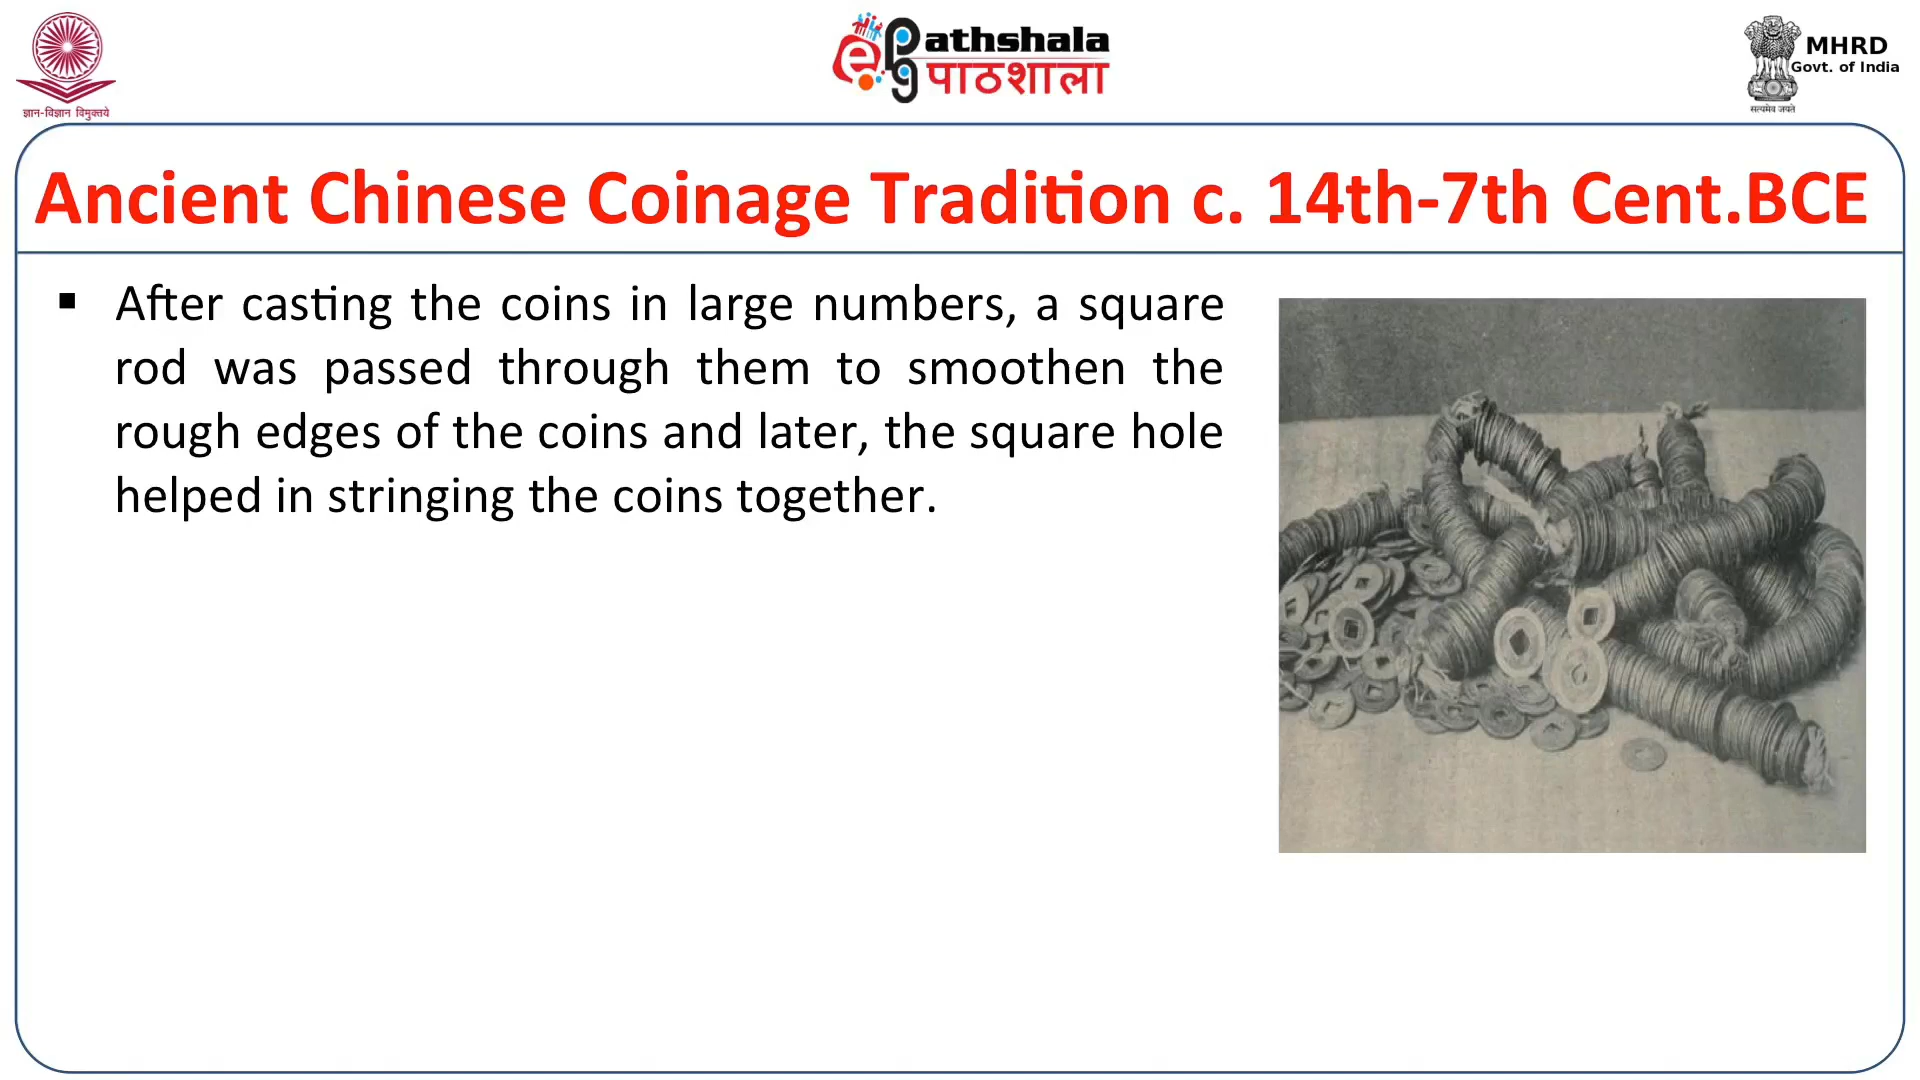 ज्ञान-विज्ञान विमुक्तये
ePathshala
पाठशाला
MHRD
Govt. of India
सत्यमेव जयते
Ancient Chinese Coinage Tradition c. 14th-7th Cent.BCE
▪ After casting the coins in large numbers, a square
rod was passed through them to smoothen the
rough edges of the coins and later, the square hole
helped in stringing the coins together.